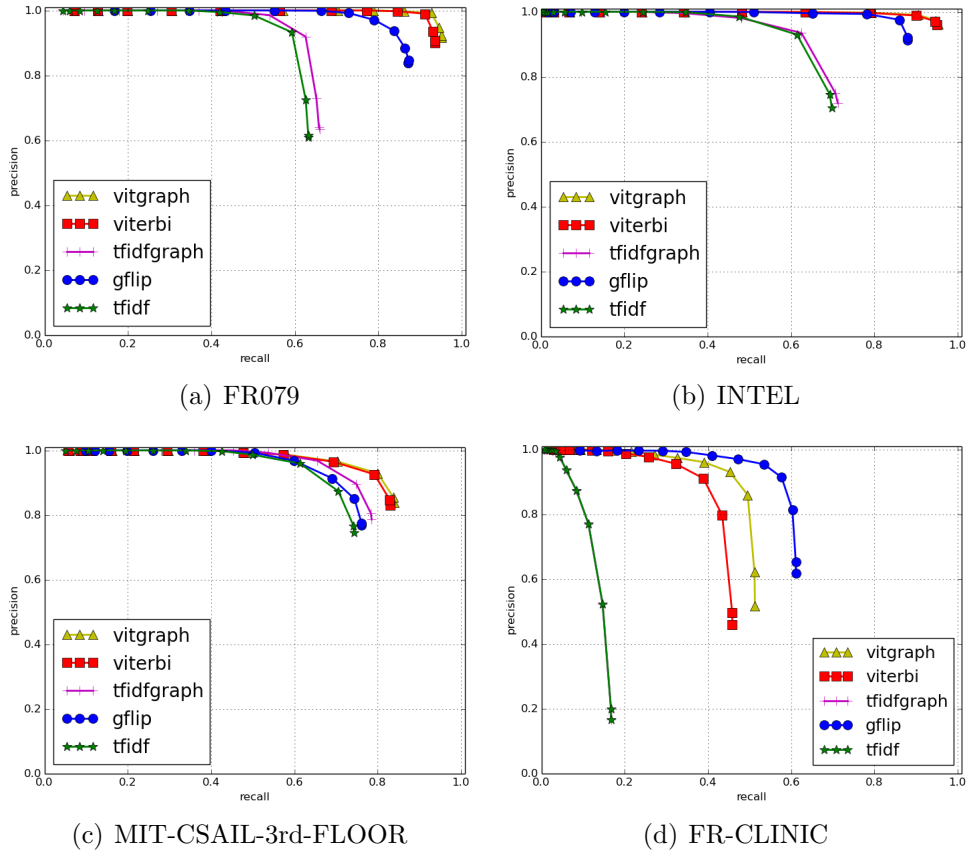 1.0
0.8
0.6
0.4
0.2
0.0
precision
vitgraph
viterbi
tfidfgraph
gflip
tfidf
0.0 0.2 0.4 0.6 0.8 1.0
recall
(a) FR079
1.0
0.8
0.6
0.4
0.2
0.0
precision
vitgraph
viterbi
tfidfgraph
gflip
tfidf
0.0 0.2 0.4 0.6 0.8 1.0
recall
(b) INTEL
1.0
0.8
0.6
0.4
0.2
0.0
precision
vitgraph
viterbi
tfidfgraph
gflip
tfidf
0.0 0.2 0.4 0.6 0.8 1.0
recall
(c) MIT-CSAIL-3rd-FLOOR
1.0
0.8
0.6
0.4
0.2
0.0
precision
vitgraph
viterbi
tfidfgraph
gflip
tfidf
0.0 0.2 0.4 0.6 0.8 1.0
recall
(d) FR-CLINIC